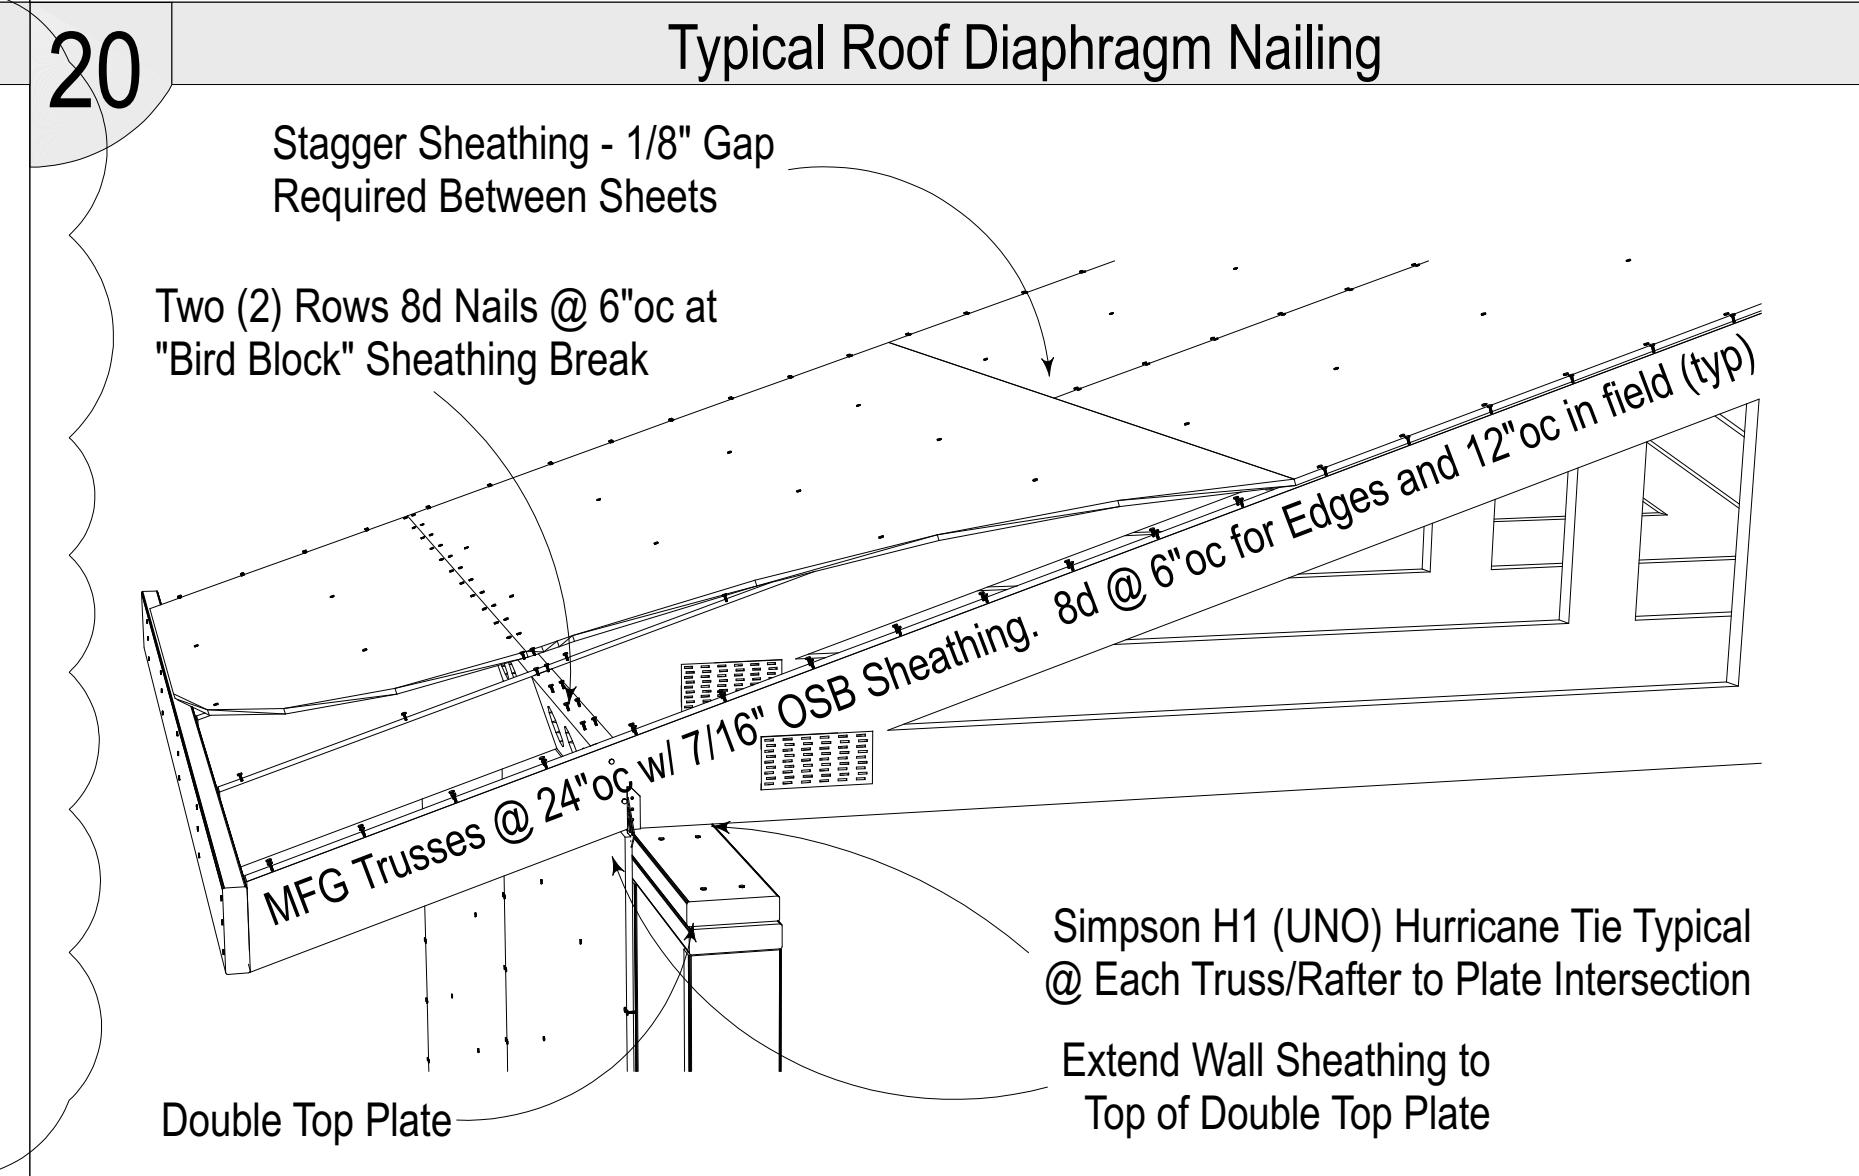 20
Typical Roof Diaphragm Nailing
Stagger Sheathing - 1/8" Gap
Required Between Sheets
Two (2) Rows 8d Nails @ 6"oc at
"Bird Block" Sheathing Break
MFG Trusses @ 24"oc w/ 7/16" OSB Sheathing.  8d @ 6"oc for Edges and 12"oc in field (typ)
Simpson H1 (UNO) Hurricane Tie Typical
@ Each Truss/Rafter to Plate Intersection
Extend Wall Sheathing to
Top of Double Top Plate
Double Top Plate